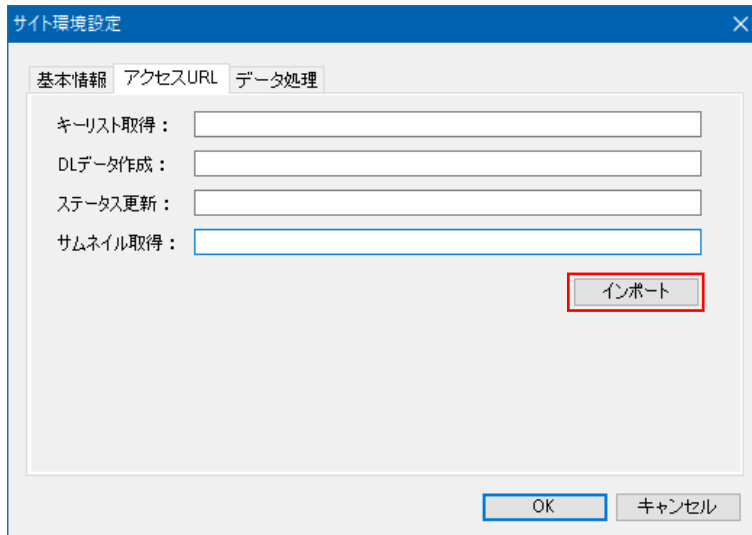 サイト環境設定
基本情報 アクセスURL データ処理
キーリスト取得：
DLデータ作成：
ステータス更新：
サムネイル取得：
インポート
OK キャンセル